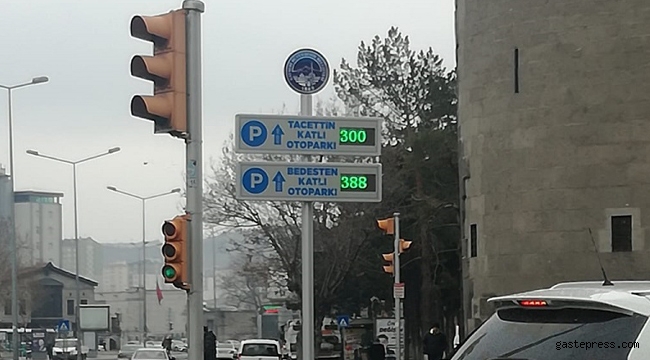 P ↑ TACETTİN
KATLI
OTOPARKI
300
P ↑ BEDESTEN
KATLI
OTOPARKI
388
gastepress.com